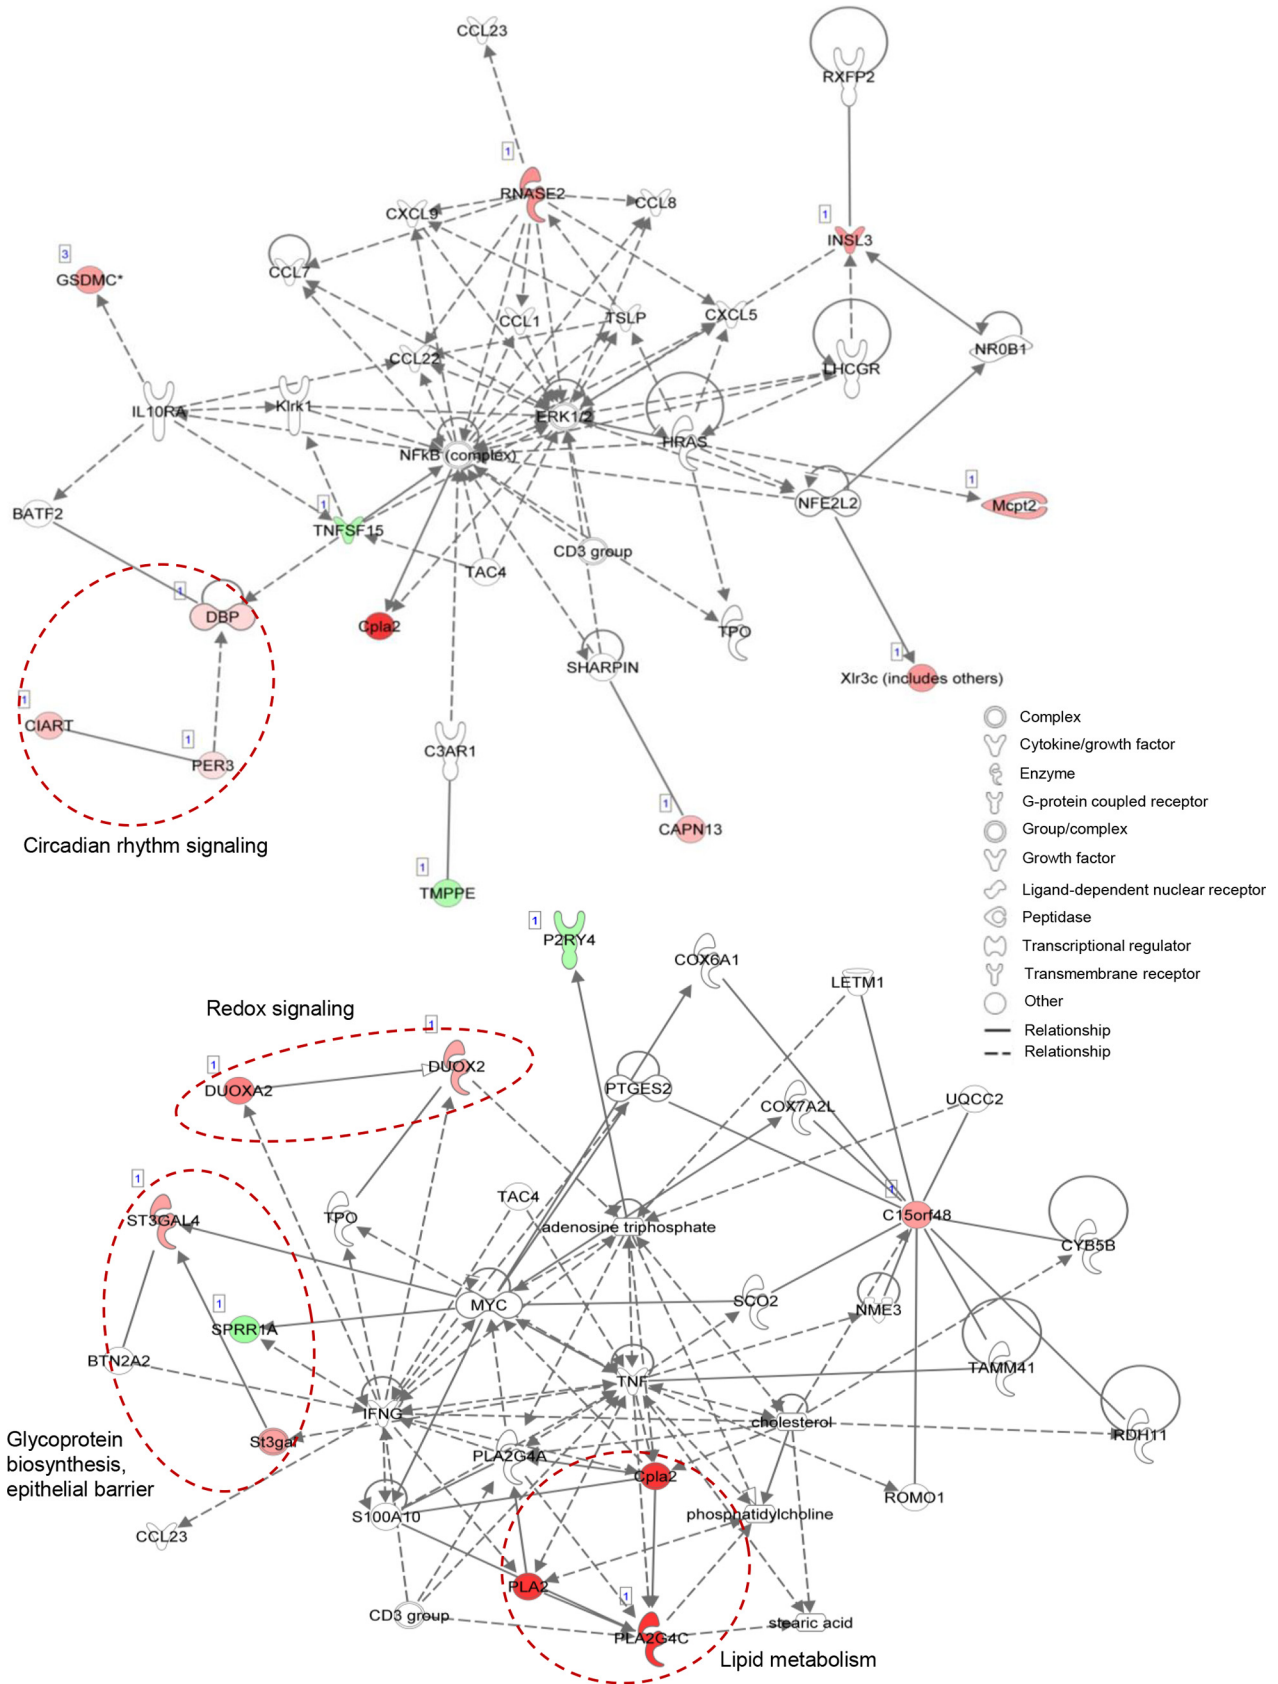 CCL23
RXFP2
1
RNASE2
CXCL9
CCL8
1
INSL3
3
GSDMC*
CCL7
CCL1
TSLP
CXCL5
NR0B1
CCL22
LHCGR
IL10RA
Klrk1
ERK1/2
HRAS
NFkB (complex)
1
Mcpt2
NFE2L2
BATF2
1
TNFSF15
CD3 group
TAC4
1
DBP
Cpla2
TPO
SHARPIN
1
Xlr3c (includes others)
1
CIART
1
PER3
C3AR1
1
CAPN13
Circadian rhythm signaling
1
TMPPE
Complex
Cytokine/growth factor
Enzyme
G-protein coupled receptor
Group/complex
Growth factor
Ligand-dependent nuclear receptor
Peptidase
Transcriptional regulator
Transmembrane receptor
Other
Relationship
Relationship
1
P2RY4
COX6A1
LETM1
Redox signaling
1
DUOX2
1
DUOXA2
PTGES2
COX7A2L
UQCC2
1
ST3GAL4
TPO
TAC4
adenosine triphosphate
1
C15orf48
CYB5B
MYC
SCO2
NME3
1
SPRR1A
BTN2A2
TNF
TAMM41
IFNG
cholesterol
RDH11
St3gal
Glycoprotein
biosynthesis,
epithelial barrier
PLA2G4A
Cpla2
ROMO1
S100A10
phosphatidylcholine
CCL23
PLA2
1
CD3 group
PLA2G4C
stearic acid
Lipid metabolism